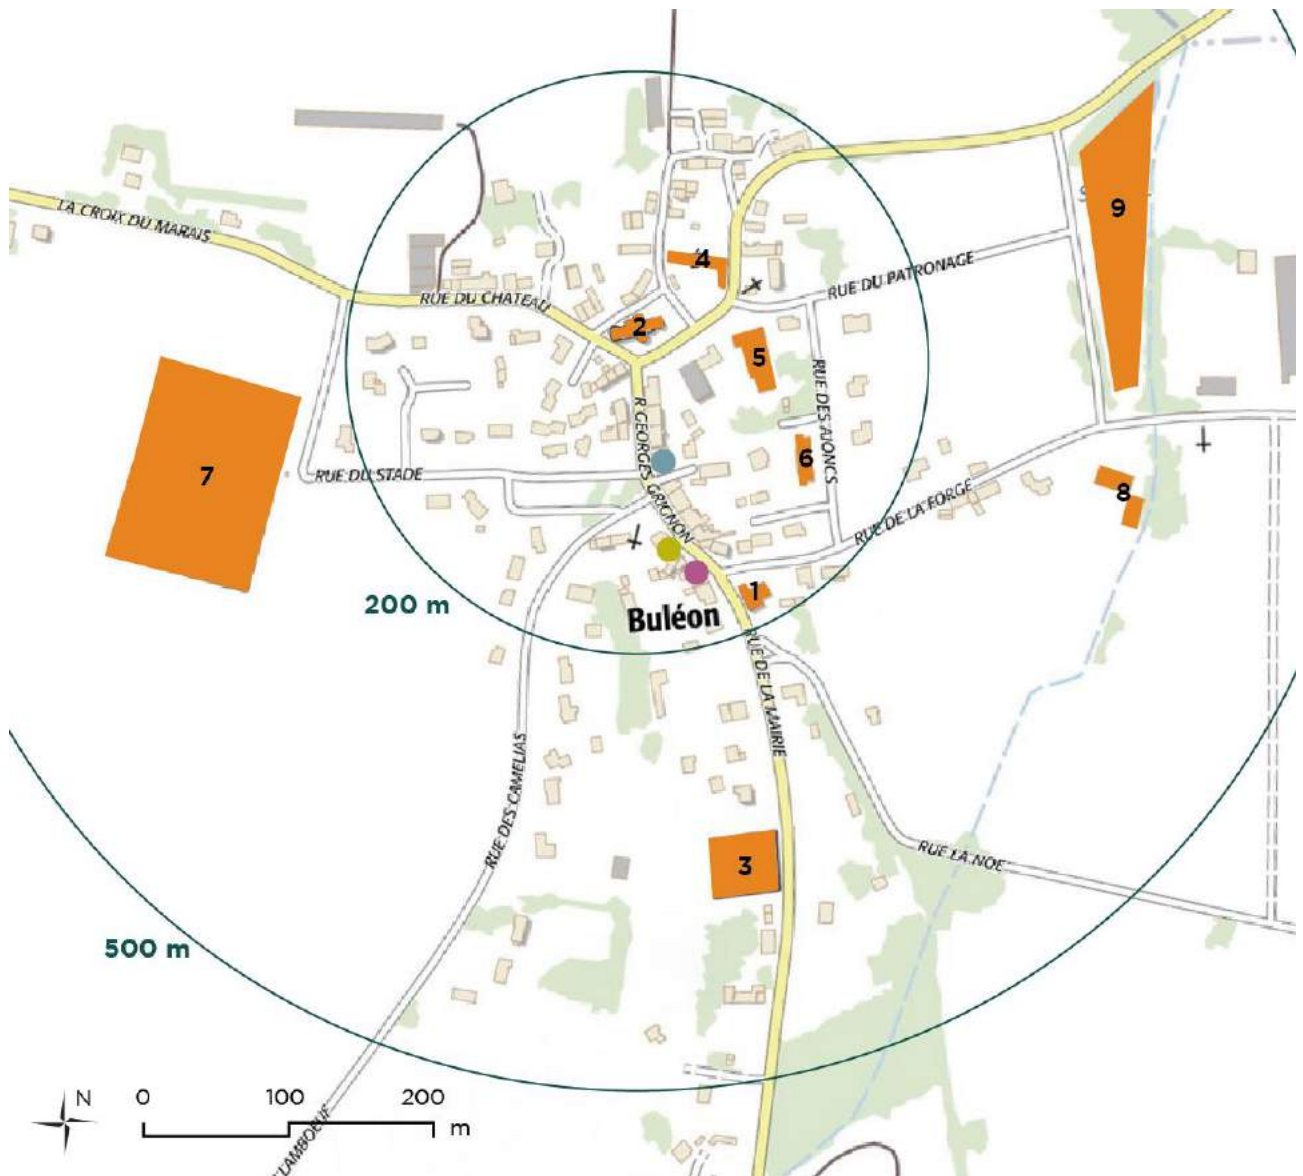 LA CROIX DU MARAIS
RUE DU CHATEAU
4
9
RUE DU PATRONAGE
2
5
RUE DES AJONCS
R GEORGES GRIGNON
7
RUE DU STADE
6
8
RUE DE LA FORGE
200 m
1
Buléon
RUE DE LA MAIRIE
RUE DES CAMELIAS
3
RUE LA NOE
500 m
N
0 100 200
m
LAMBOEUF